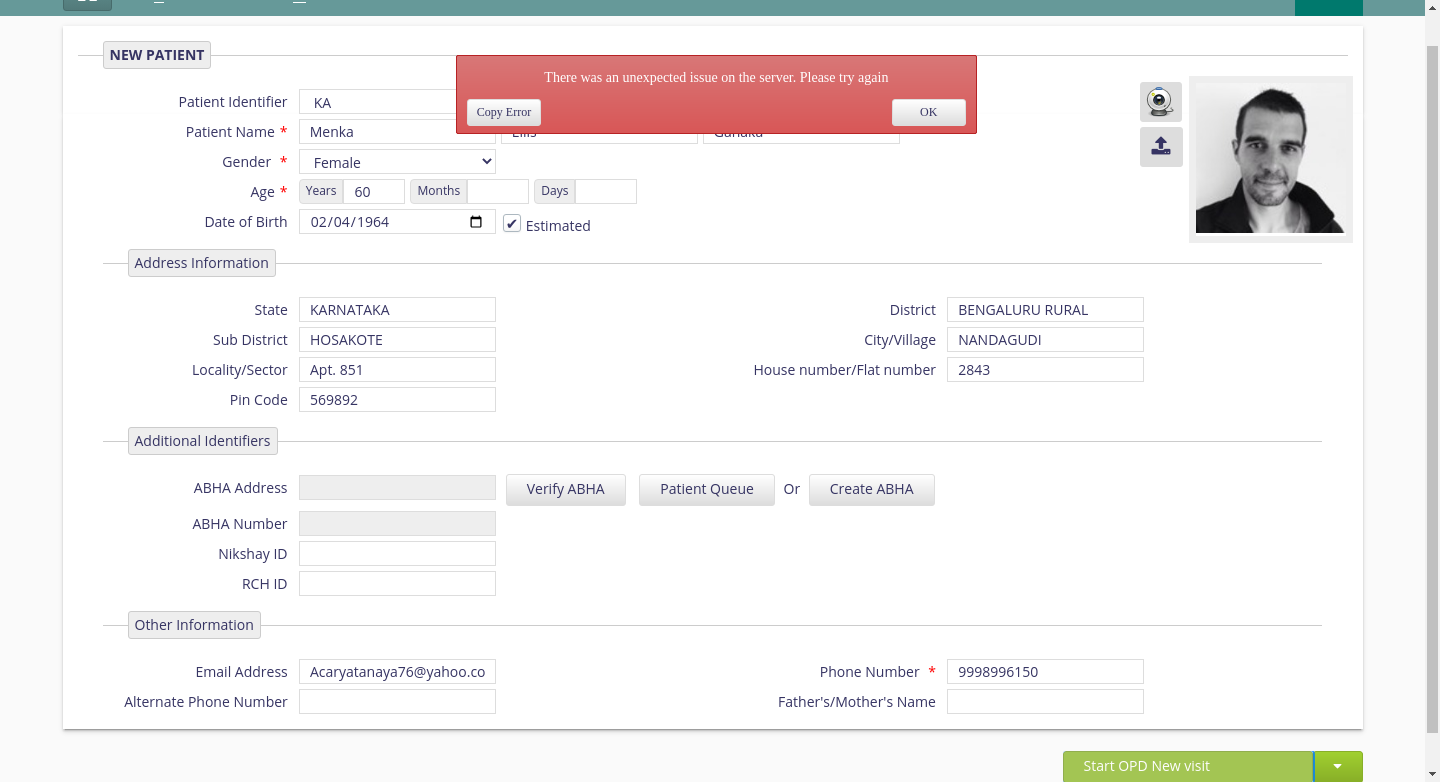 NEW PATIENT
There was an unexpected issue on the server. Please try again
Copy Error OK
Patient Identifier KA
Patient Name * Menka
Gender * Female
Age * Years 60 Months Days
Date of Birth 02/04/1964 Estimated
Address Information
State KARNATAKA District BENGALURU RURAL
Sub District HOSAKOTE City/Village NANDAGUDI
Locality/Sector Apt. 851 House number/Flat number 2843
Pin Code 569892
Additional Identifiers
ABHA Address Verify ABHA Patient Queue Or Create ABHA
ABHA Number
Nikshay ID
RCH ID
Other Information
Email Address Acaryatanaya76@yahoo.co Phone Number * 9998996150
Alternate Phone Number Father's/Mother's Name
Start OPD New visit